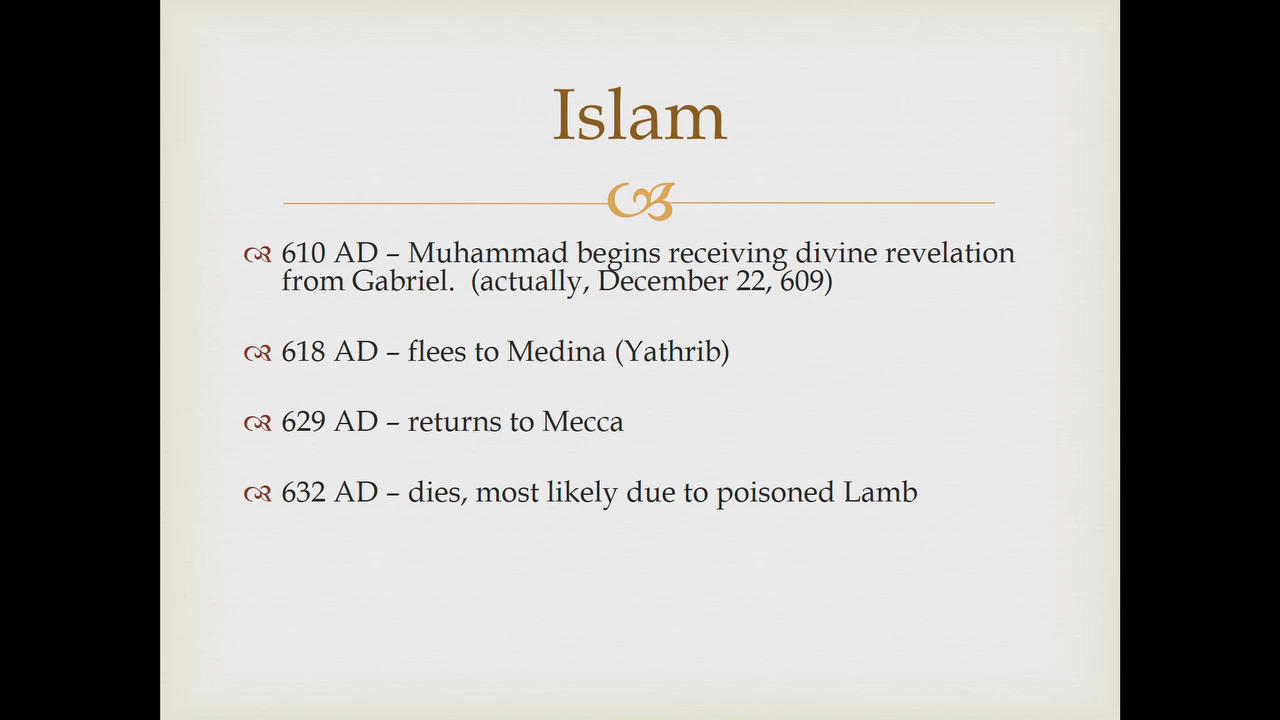 Islam
610 AD – Muhammad begins receiving divine revelation
from Gabriel.  (actually, December 22, 609)
618 AD – flees to Medina (Yathrib)
629 AD – returns to Mecca
632 AD – dies, most likely due to poisoned Lamb